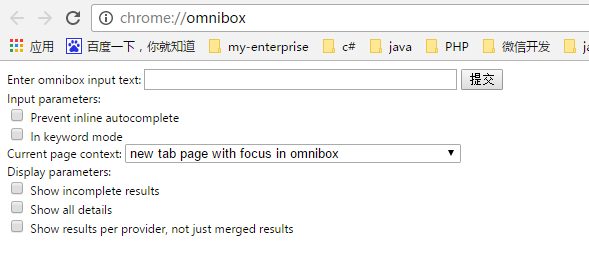 chrome://omnibox
应用 百度一下，你就知道 my-enterprise c# java PHP 微信开发
Enter omnibox input text: 提交
Input parameters:
Prevent inline autocomplete
In keyword mode
Current page context: new tab page with focus in omnibox
Display parameters:
Show incomplete results
Show all details
Show results per provider, not just merged results